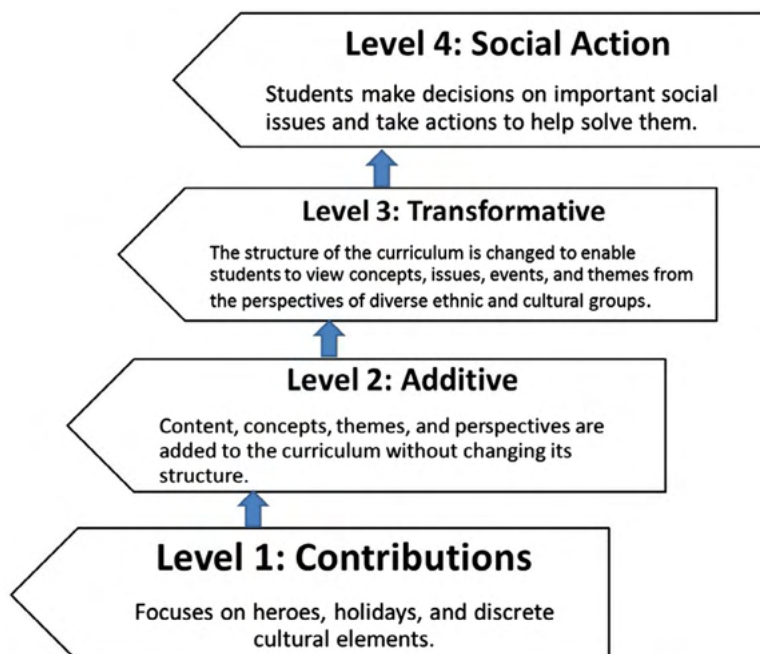 Level 4: Social Action
Students make decisions on important social
issues and take actions to help solve them.
Level 3: Transformative
The structure of the curriculum is changed to enable
students to view concepts, issues, events, and themes from
the perspectives of diverse ethnic and cultural groups.
Level 2: Additive
Content, concepts, themes, and perspectives are
added to the curriculum without changing its
structure.
Level 1: Contributions
Focuses on heroes, holidays, and discrete
cultural elements.